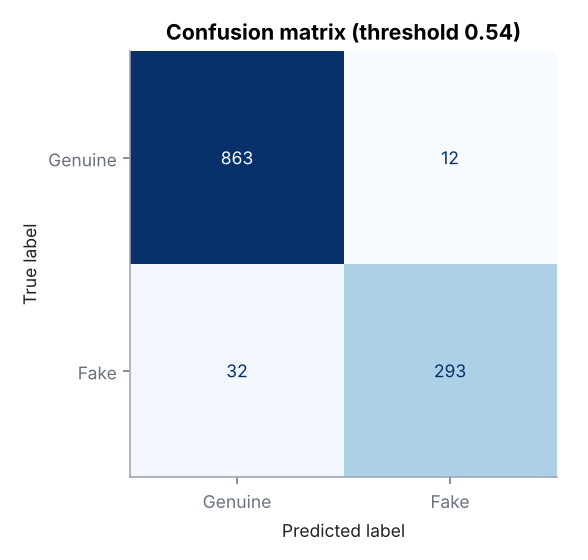 Confusion matrix (threshold 0.54)
True label
Genuine
863
12
Fake
32
293
Genuine
Fake
Predicted label